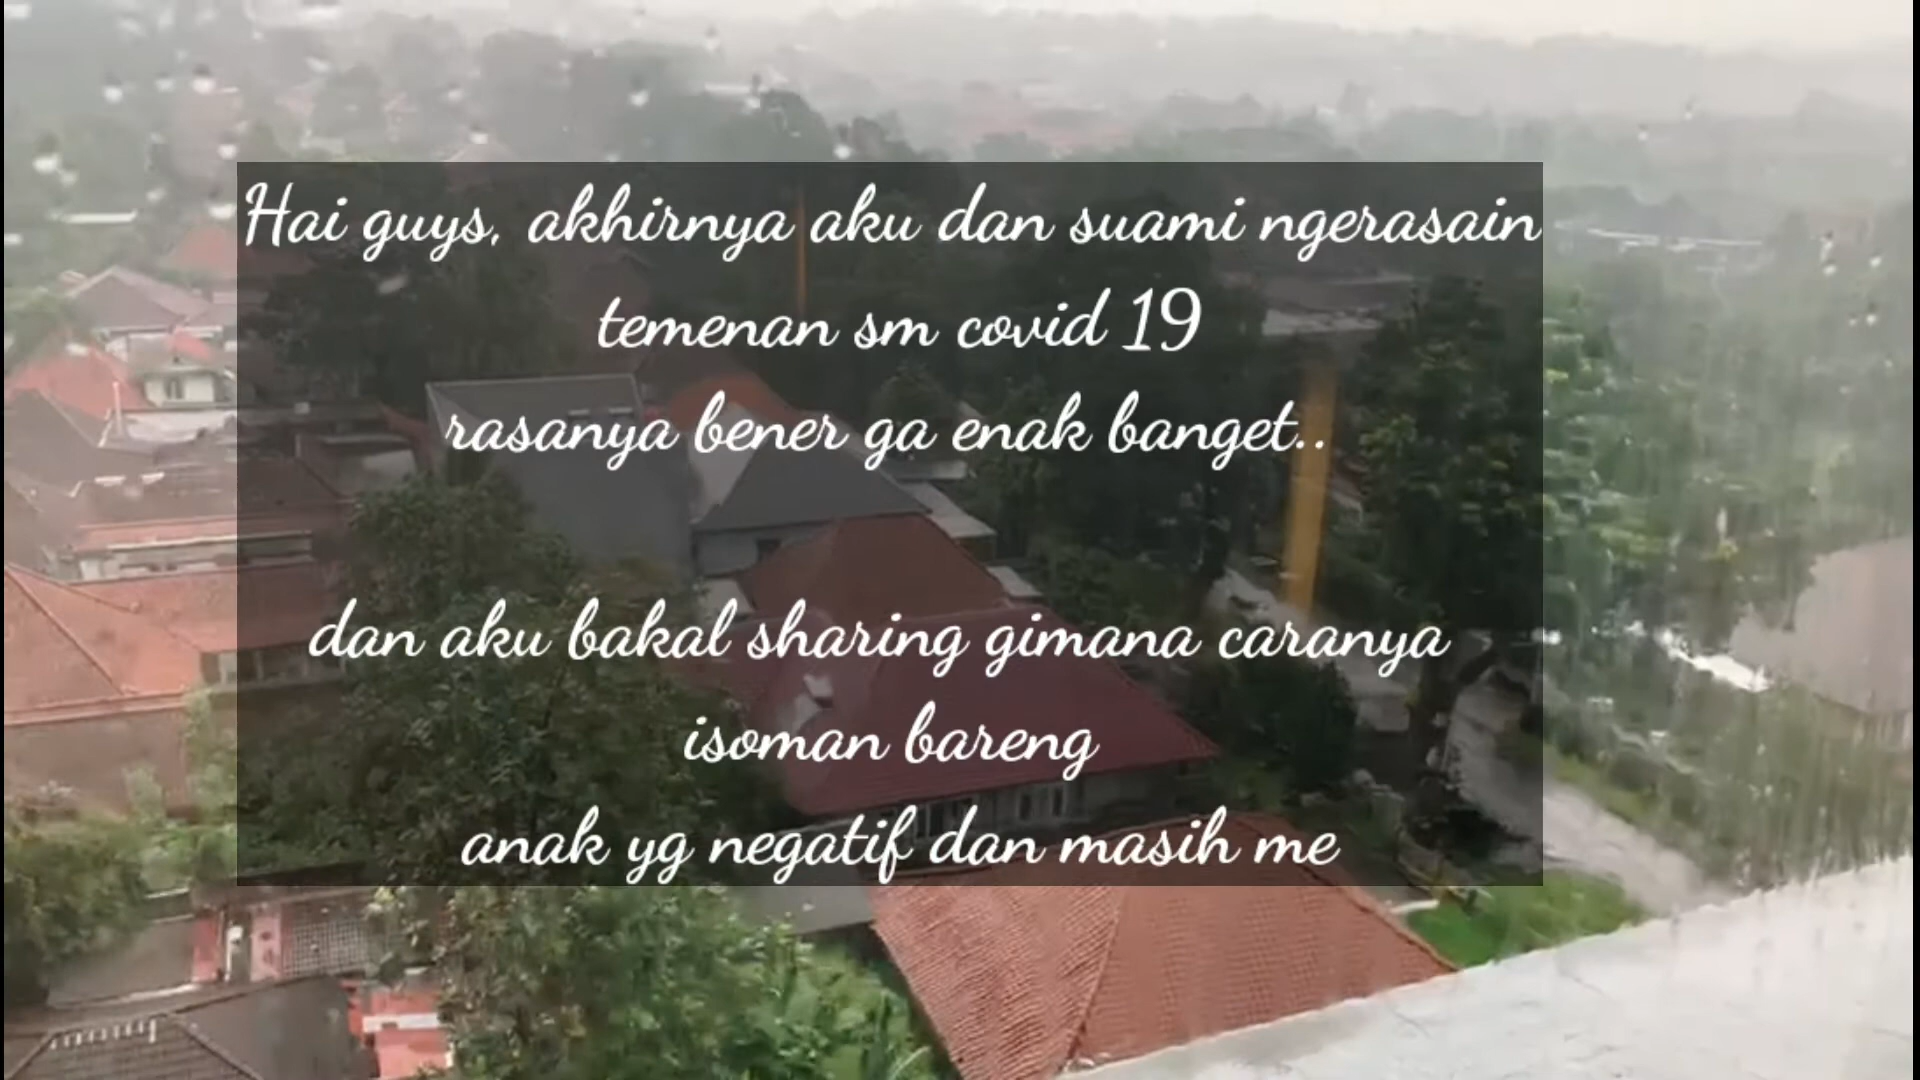 Hai guys, akhirnya aku dan suami ngerasain
temenan sm covid 19
rasanya bener ga enak banget..
dan aku bakal sharing gimana caranya
isoman bareng
anak yg negatif dan masih me